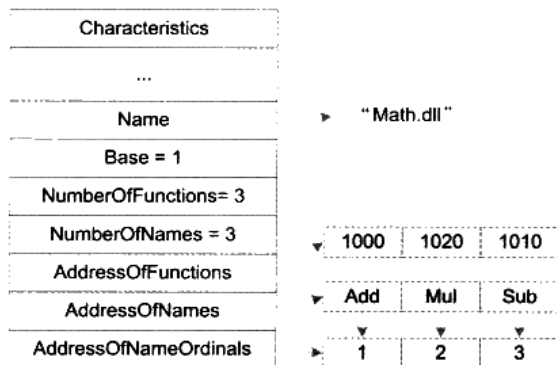 Characteristics
...
Name
"Math.dll"
Base = 1
NumberOfFunctions= 3
NumberOfNames = 3
1000 1020 1010
AddressOfFunctions
Add Mul Sub
AddressOfNames
AddressOfNameOrdinals
1 2 3